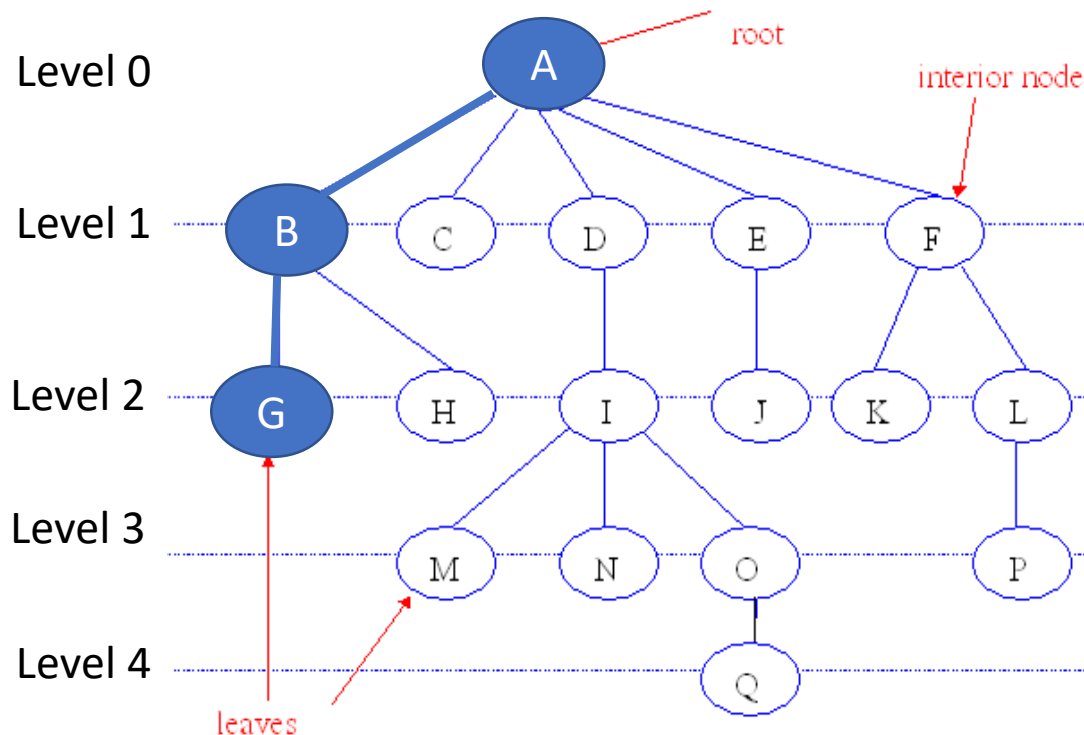 root
Level 0
A
interior node
Level 1
B
C
D
E
F
Level 2
G
H
I
J
K
L
Level 3
M
N
O
P
Level 4
Q
leaves